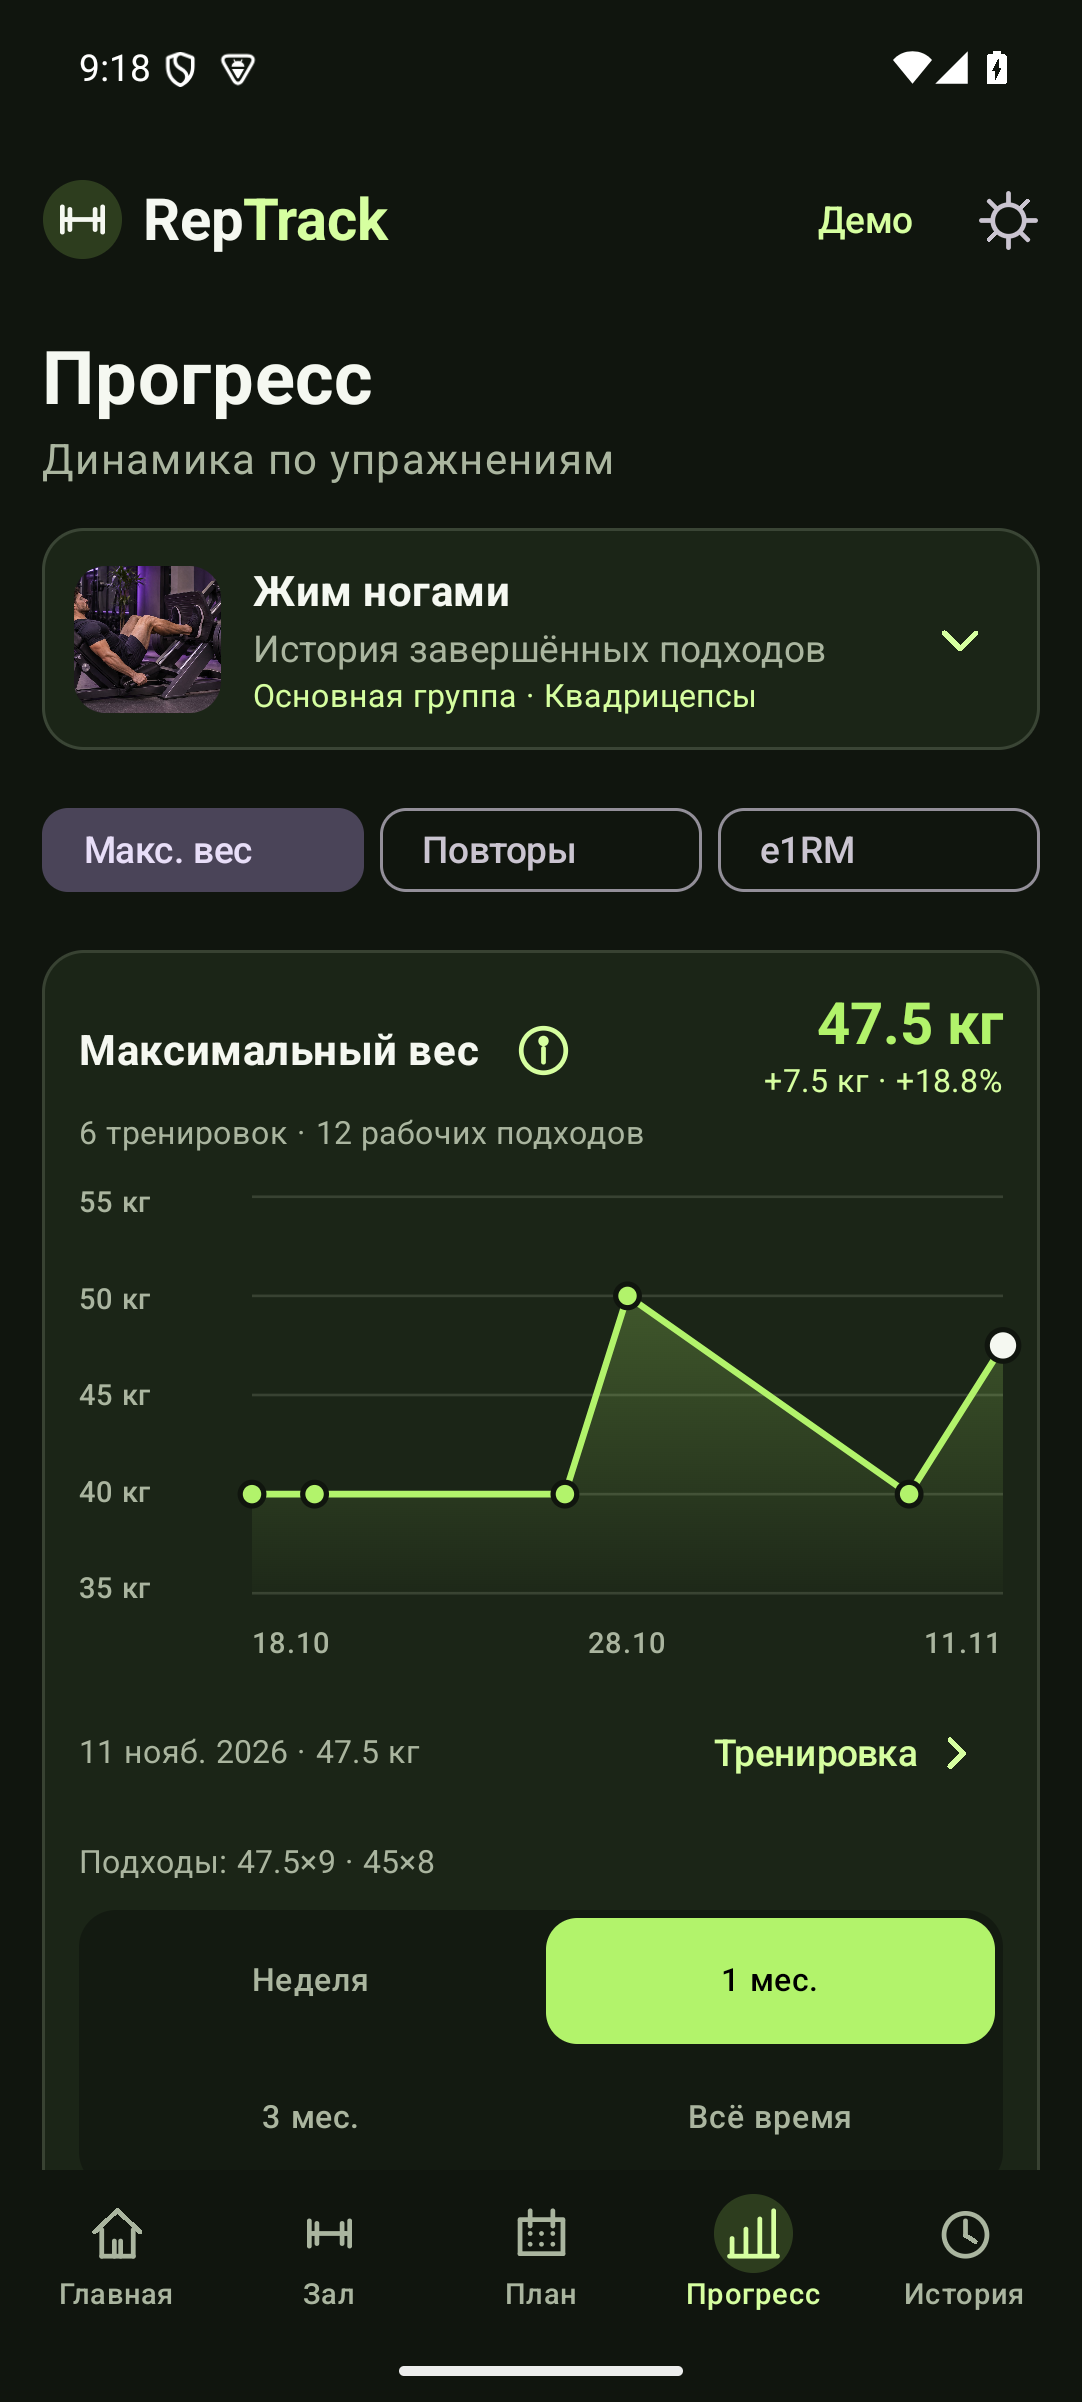 9:18
RepTrack
Демо
Прогресс
Динамика по упражнениям
Жим ногами
История завершённых подходов
Основная группа · Квадрицепсы
Макс. вес
Повторы
e1RM
Максимальный вес
47.5 кг
+7.5 кг · +18.8%
6 тренировок · 12 рабочих подходов
55 кг
50 кг
45 кг
40 кг
35 кг
18.10
28.10
11.11
11 нояб. 2026 · 47.5 кг
Тренировка
Подходы: 47.5×9 · 45×8
Неделя
1 мес.
3 мес.
Всё время
Главная
Зал
План
Прогресс
История